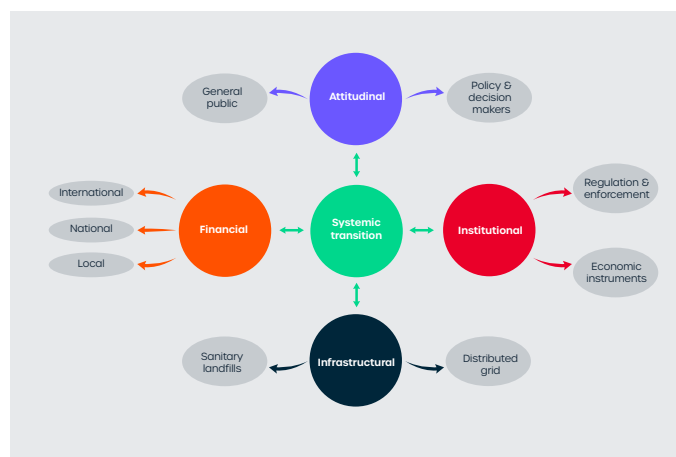 General
public
Attitudinal
Policy &
decision
makers
International
National
Local
Financial
Systemic
transition
Institutional
Regulation &
enforcement
Economic
instruments
Sanitary
landfills
Infrastructural
Distributed
grid